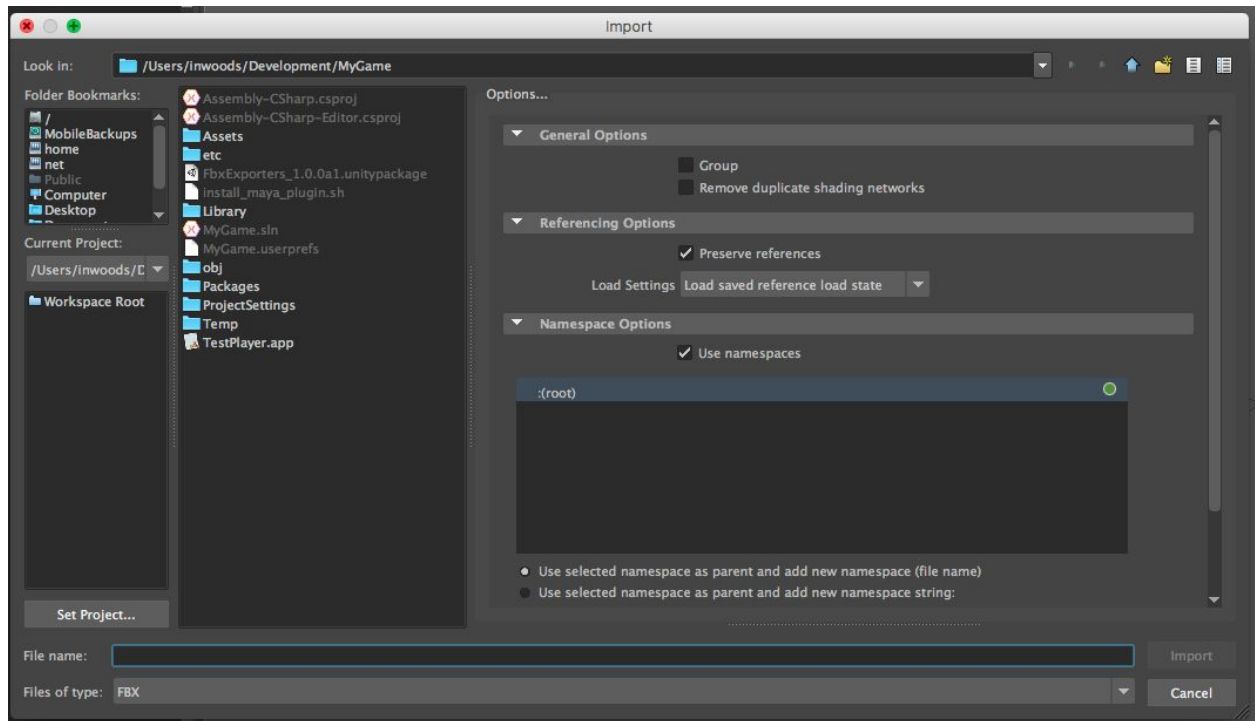 Import
Look in:
/Users/inwoods/Development/MyGame
Folder Bookmarks:
/
MobileBackups
home
net
Public
Computer
Desktop
Current Project:
/Users/inwoods/D
Workspace Root
Set Project...
Assembly-CSharp.csproj
Assembly-CSharp-Editor.csproj
Assets
etc
FbxExporters_1.0.0a1.unitypackage
install_maya_plugin.sh
Library
MyGame.sln
MyGame.userprefs
obj
Packages
ProjectSettings
Temp
TestPlayer.app
Options...
General Options
Group
Remove duplicate shading networks
Referencing Options
Preserve references
Load Settings Load saved reference load state
Namespace Options
Use namespaces
:(root)
Use selected namespace as parent and add new namespace (file name)
Use selected namespace as parent and add new namespace string:
File name:
Import
Files of type: FBX
Cancel